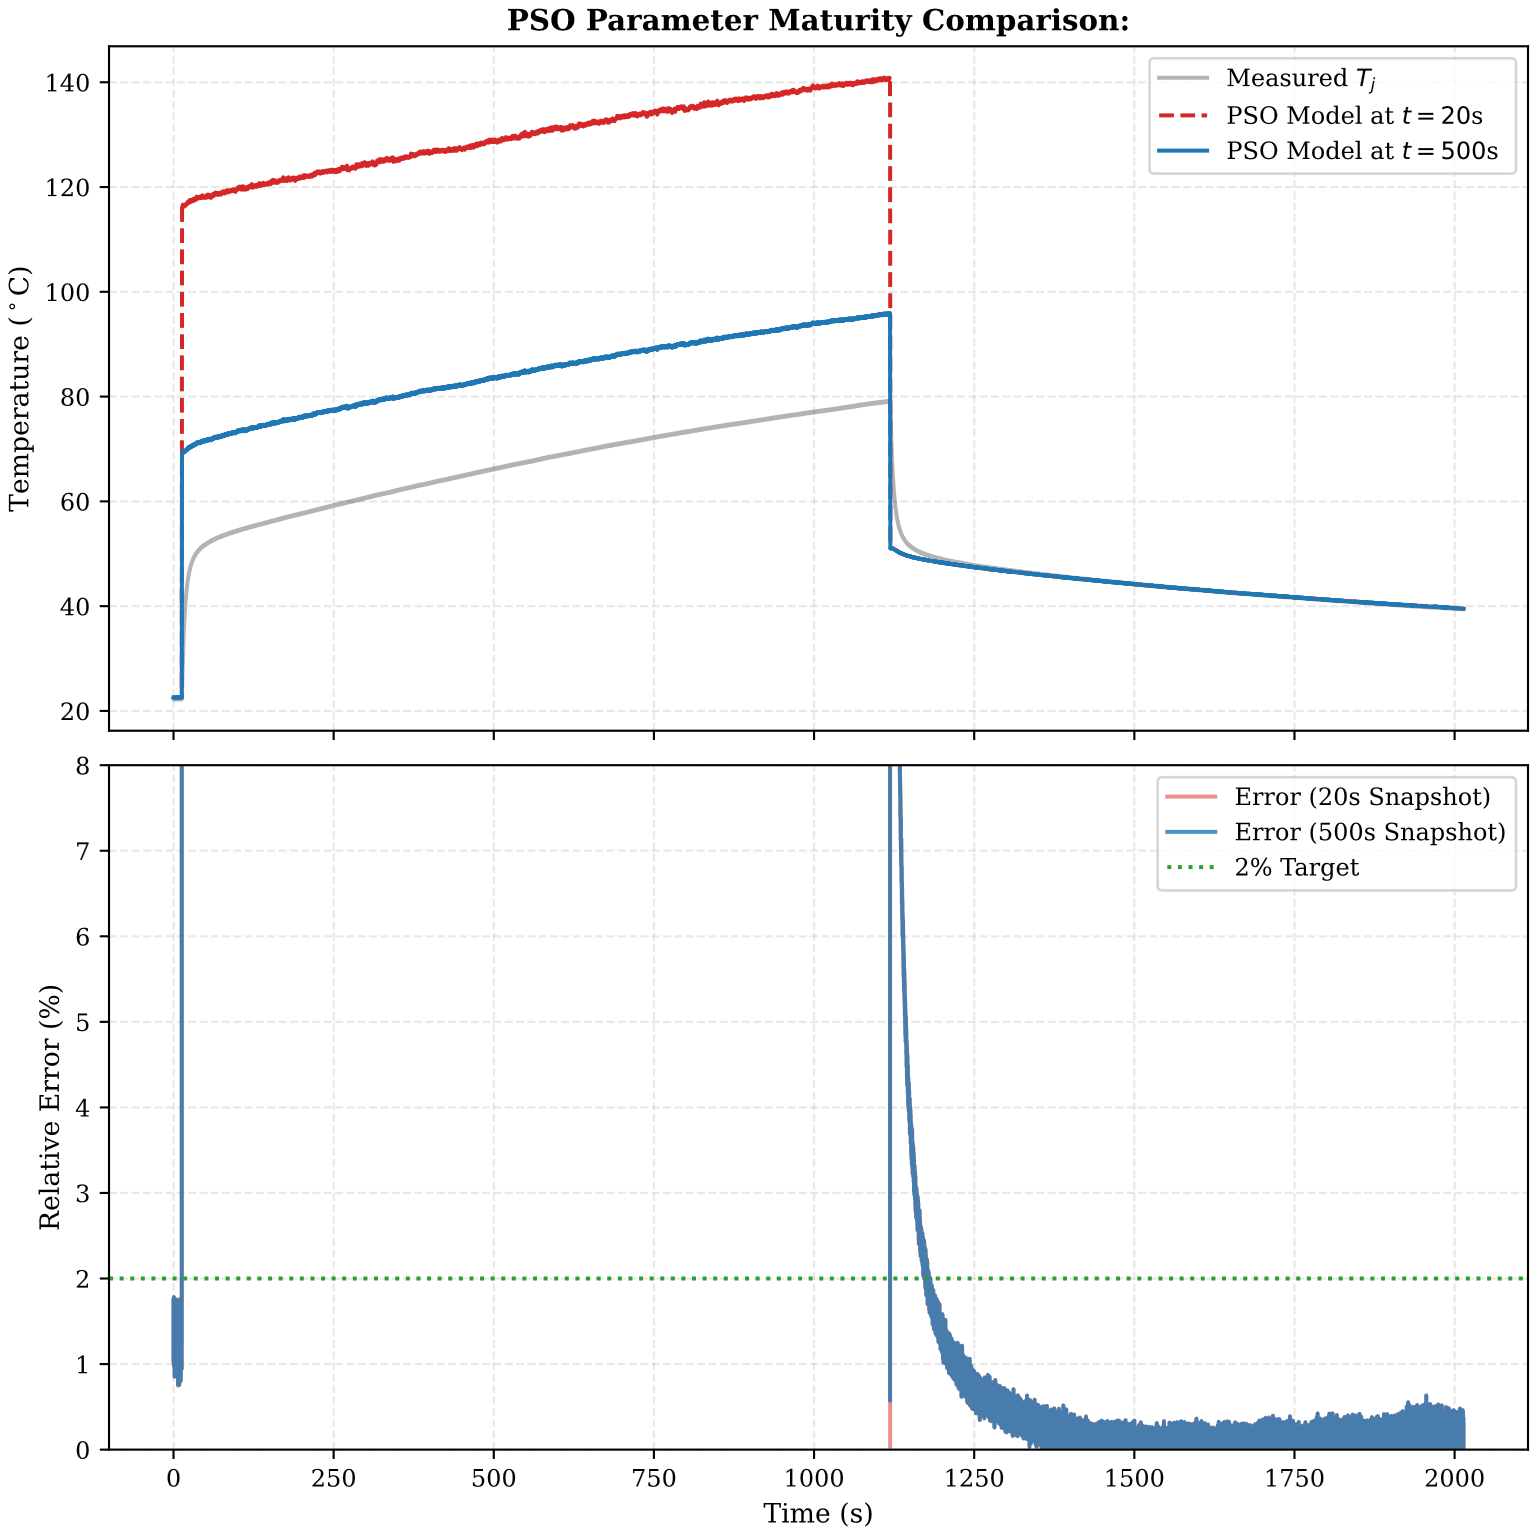 PSO Parameter Maturity Comparison:
Temperature (°C)
140
120
100
80
60
40
20
Measured Tj
PSO Model at t = 20s
PSO Model at t = 500s
Relative Error (%)
8
7
6
5
4
3
2
1
0
Error (20s Snapshot)
Error (500s Snapshot)
2% Target
0 250 500 750 1000 1250 1500 1750 2000
Time (s)